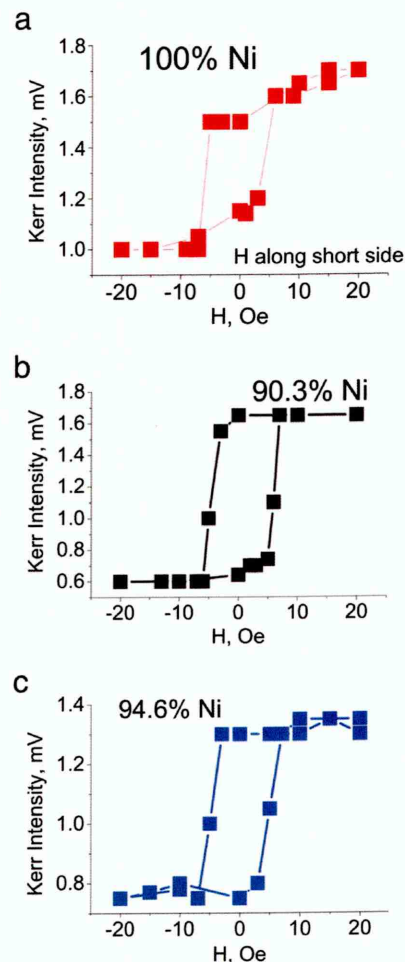 a
100% Ni
1.8
1.6
1.4
1.2
1.0
Kerr Intensity, mV
H along short side
-20 -10 0 10 20
H, Oe
b
90.3% Ni
1.8
1.6
1.4
1.2
1.0
0.8
0.6
Kerr Intensity, mV
-20 -10 0 10 20
H, Oe
c
94.6% Ni
1.4
1.2
1.0
0.8
Kerr Intensity, mV
-20 -10 0 10 20
H, Oe